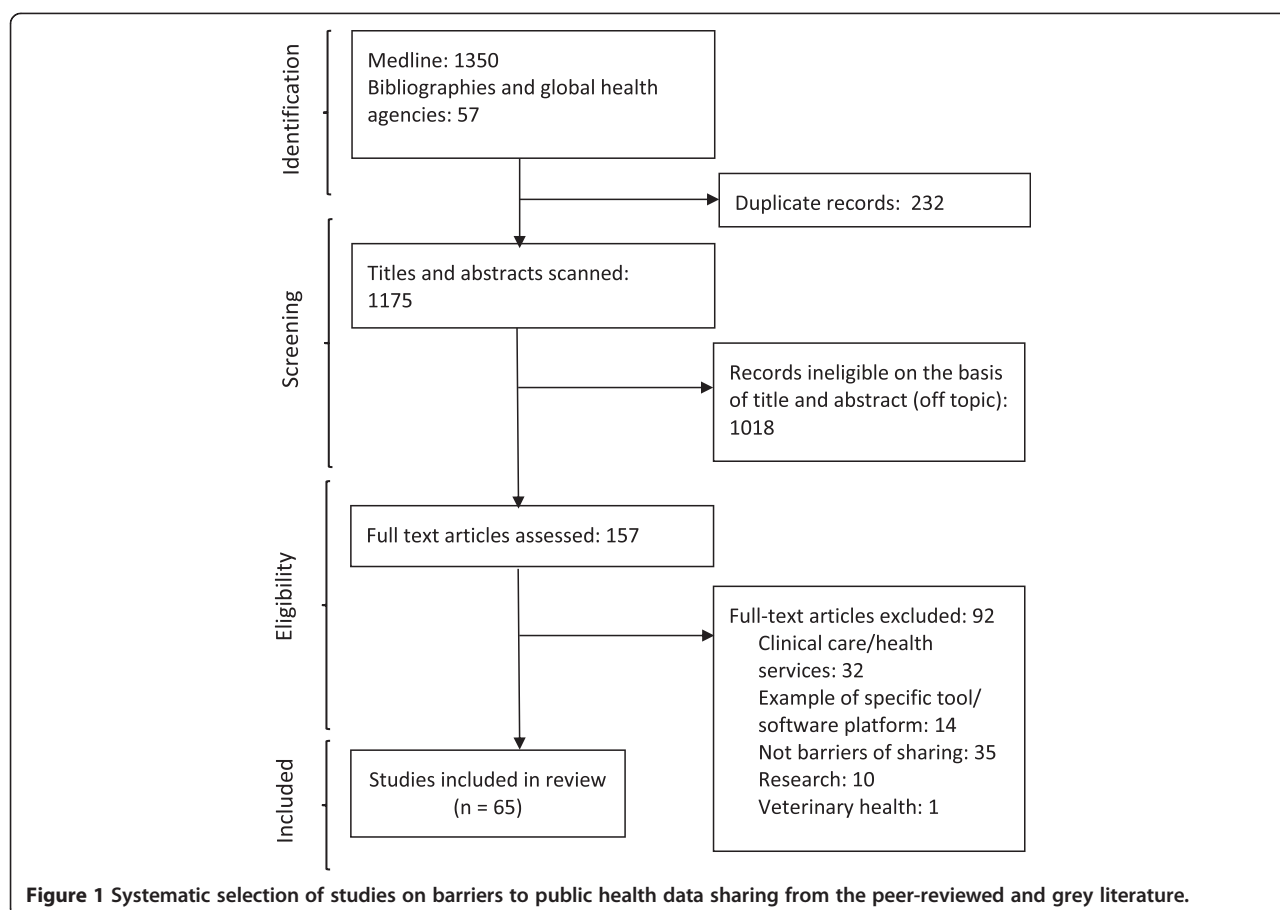 Identification
Medline: 1350
Bibliographies and global health
agencies: 57
Duplicate records:  232
Screening
Titles and abstracts scanned:
1175
Records ineligible on the basis
of title and abstract (off topic):
1018
Eligibility
Full text articles assessed: 157
Full-text articles excluded: 92
Clinical care/health
services: 32
Example of specific tool/
software platform: 14
Not barriers of sharing: 35
Research: 10
Veterinary health: 1
Included
Studies included in review
(n = 65)
Figure 1 Systematic selection of studies on barriers to public health data sharing from the peer-reviewed and grey literature.